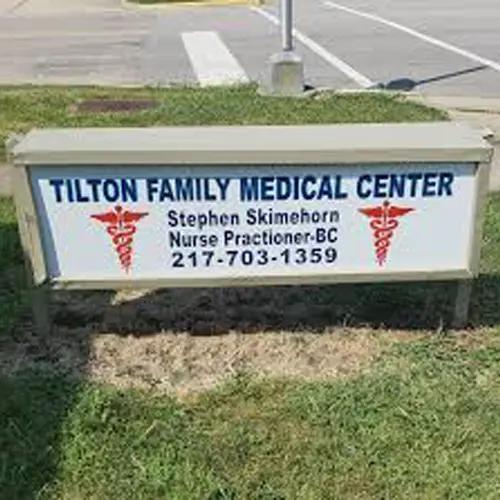 TILTON FAMILY MEDICAL CENTER
Stephen Skimehorn
Nurse Practioner-BC
217-703-1359